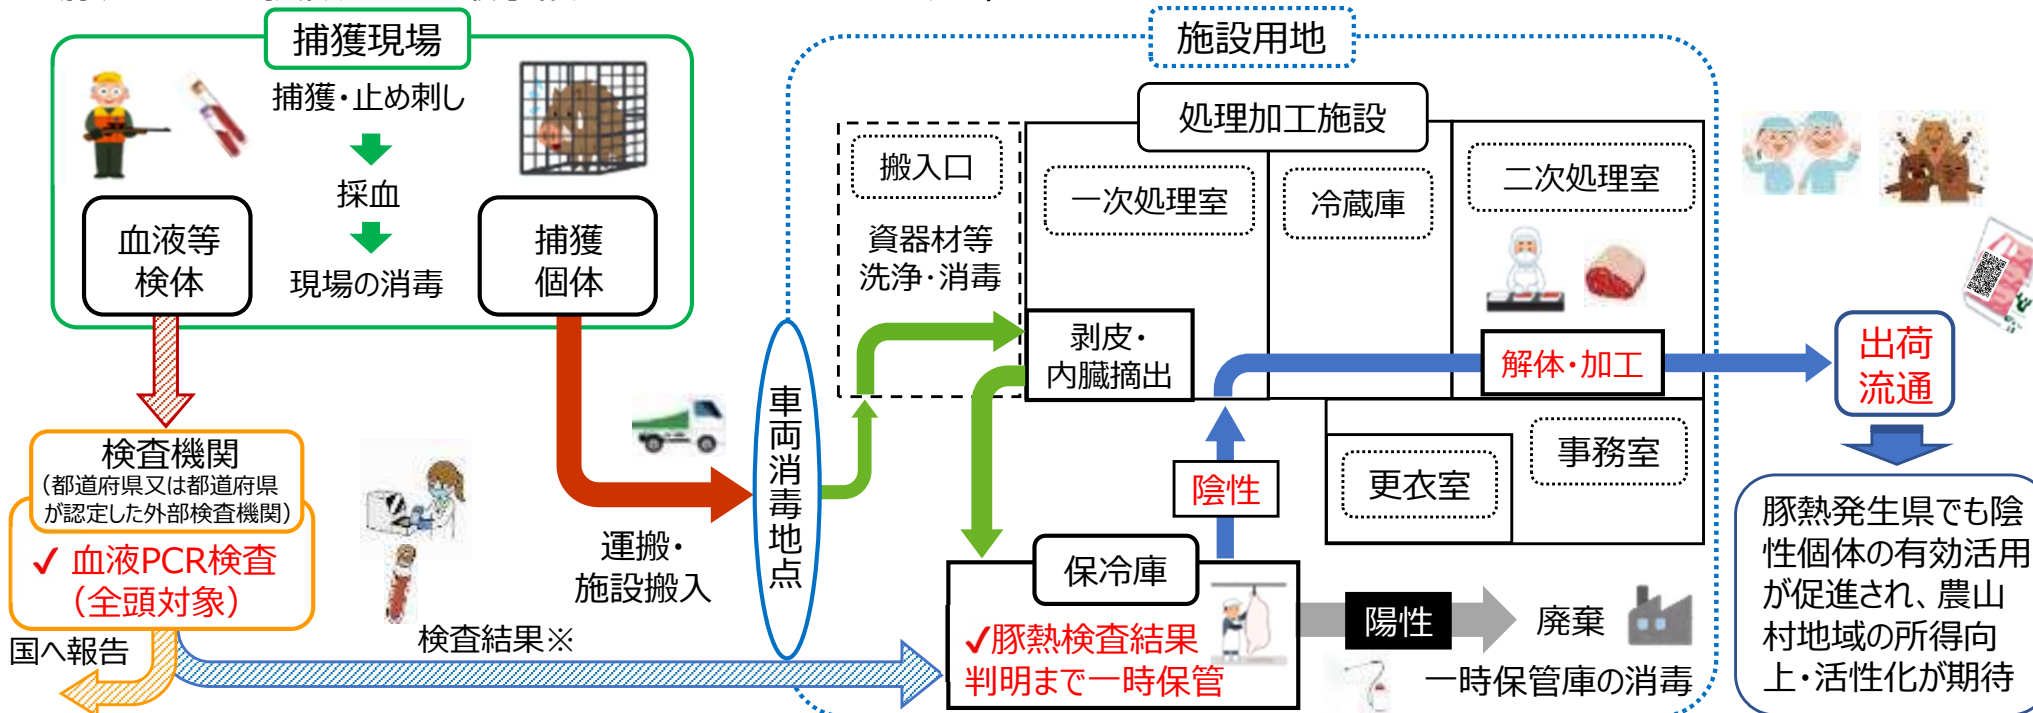 捕獲現場
捕獲・止め刺し
採血
現場の消毒
血液等
検体
捕獲
個体
検査機関
(都道府県又は都道府県
が認定した外部検査機関)
✓ 血液PCR検査
(全頭対象)
国へ報告
検査結果※
運搬・
施設搬入
車両消毒地点
施設用地
処理加工施設
搬入口
資器材等
洗浄・消毒
一次処理室
冷蔵庫
二次処理室
剥皮・
内臓摘出
解体・加工
事務室
更衣室
陰性
保冷庫
✓豚熱検査結果
判明まで一時保管
陽性
廃棄
一時保管庫の消毒
出荷
流通
豚熱発生県でも陰
性個体の有効活用
が促進され、農山
村地域の所得向
上・活性化が期待